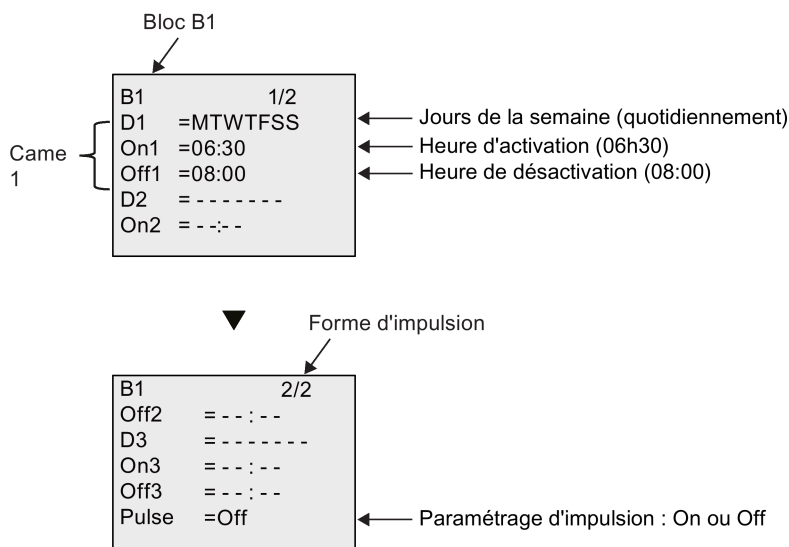 Bloc B1
B1 1/2
D1 =MTWTFSS
On1 =06:30
Off1 =08:00
D2 = - - - - - - -
On2 = - -:- -
Came
1
Jours de la semaine (quotidiennement)
Heure d'activation (06h30)
Heure de désactivation (08:00)
Forme d'impulsion
B1 2/2
Off2 = - - : - -
D3 = - - - - - - -
On3 = - - : - -
Off3 = - - : - -
Pulse =Off
Paramétrage d'impulsion : On ou Off